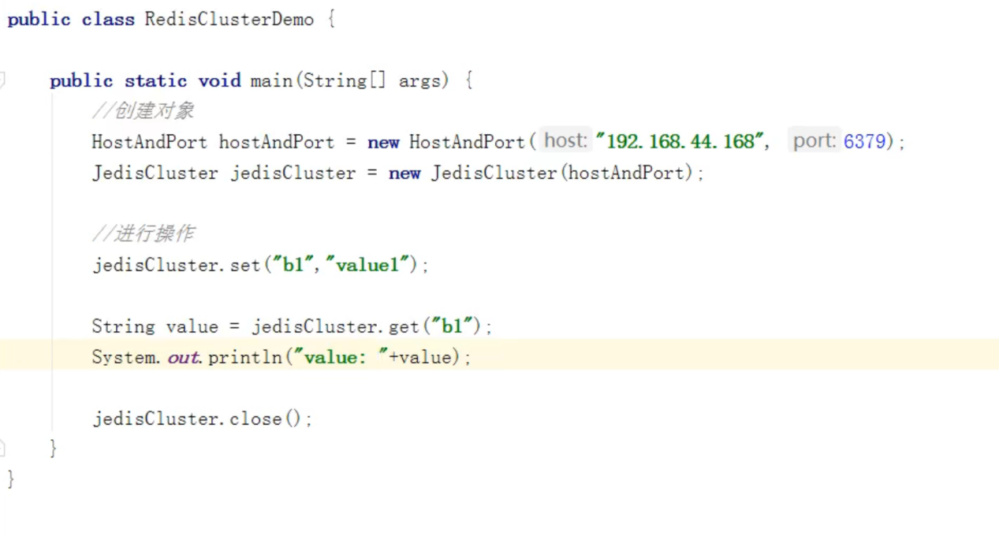 public class RedisClusterDemo {
public static void main(String[] args) {
//创建对象
HostAndPort hostAndPort = new HostAndPort( host: "192.168.44.168", port: 6379);
JedisCluster jedisCluster = new JedisCluster(hostAndPort);
//进行操作
jedisCluster.set("b1","value1");
String value = jedisCluster.get("b1");
System.out.println("value: "+value);
jedisCluster.close();
}
}